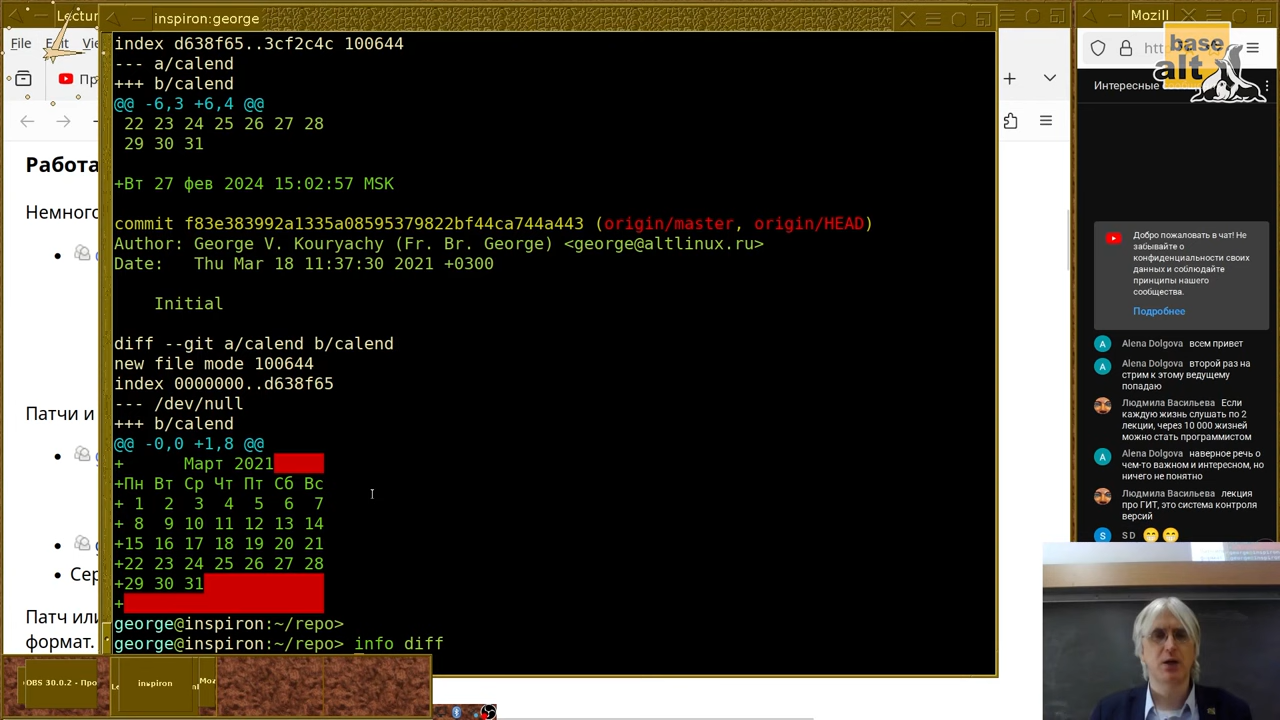 Lectur
inspiron:george
Mozill
File Edit Vie
Пр
htt
base
alt
Интересные
Работа
Немного
Патчи и
Сер
Патч или
формат.
index d638f65..3cf2c4c 100644
--- a/calend
+++ b/calend
@@ -6,3 +6,4 @@
 22 23 24 25 26 27 28
 29 30 31
+Вт 27 фев 2024 15:02:57 MSK
commit f83e383992a1335a08595379822bf44ca744a443 (origin/master, origin/HEAD)
Author: George V. Kouryachy (Fr. Br. George) <george@altlinux.ru>
Date:   Thu Mar 18 11:37:30 2021 +0300
    Initial
diff --git a/calend b/calend
new file mode 100644
index 0000000..d638f65
--- /dev/null
+++ b/calend
@@ -0,0 +1,8 @@
+      Март 2021
+Пн Вт Ср Чт Пт Сб Вс
+ 1  2  3  4  5  6  7
+ 8  9 10 11 12 13 14
+15 16 17 18 19 20 21
+22 23 24 25 26 27 28
+29 30 31
+
george@inspiron:~/repo>
george@inspiron:~/repo> info diff
Добро пожаловать в чат! Не
забывайте о
конфиденциальности своих
данных и соблюдайте
принципы нашего
сообщества.
Подробнее
Alena Dolgova всем привет
Alena Dolgova второй раз на
стрим к этому ведущему
попадаю
Людмила Васильева Если
каждую жизнь слушать по 2
лекции, через 10 000 жизней
можно стать программистом
Alena Dolgova наверное речь о
чем-то важном и интересном, но
ничего не понятно
Людмила Васильева лекция
про ГИТ, это система контроля
версий
S D
OBS 30.0.2 - Про
inspiron
Moz